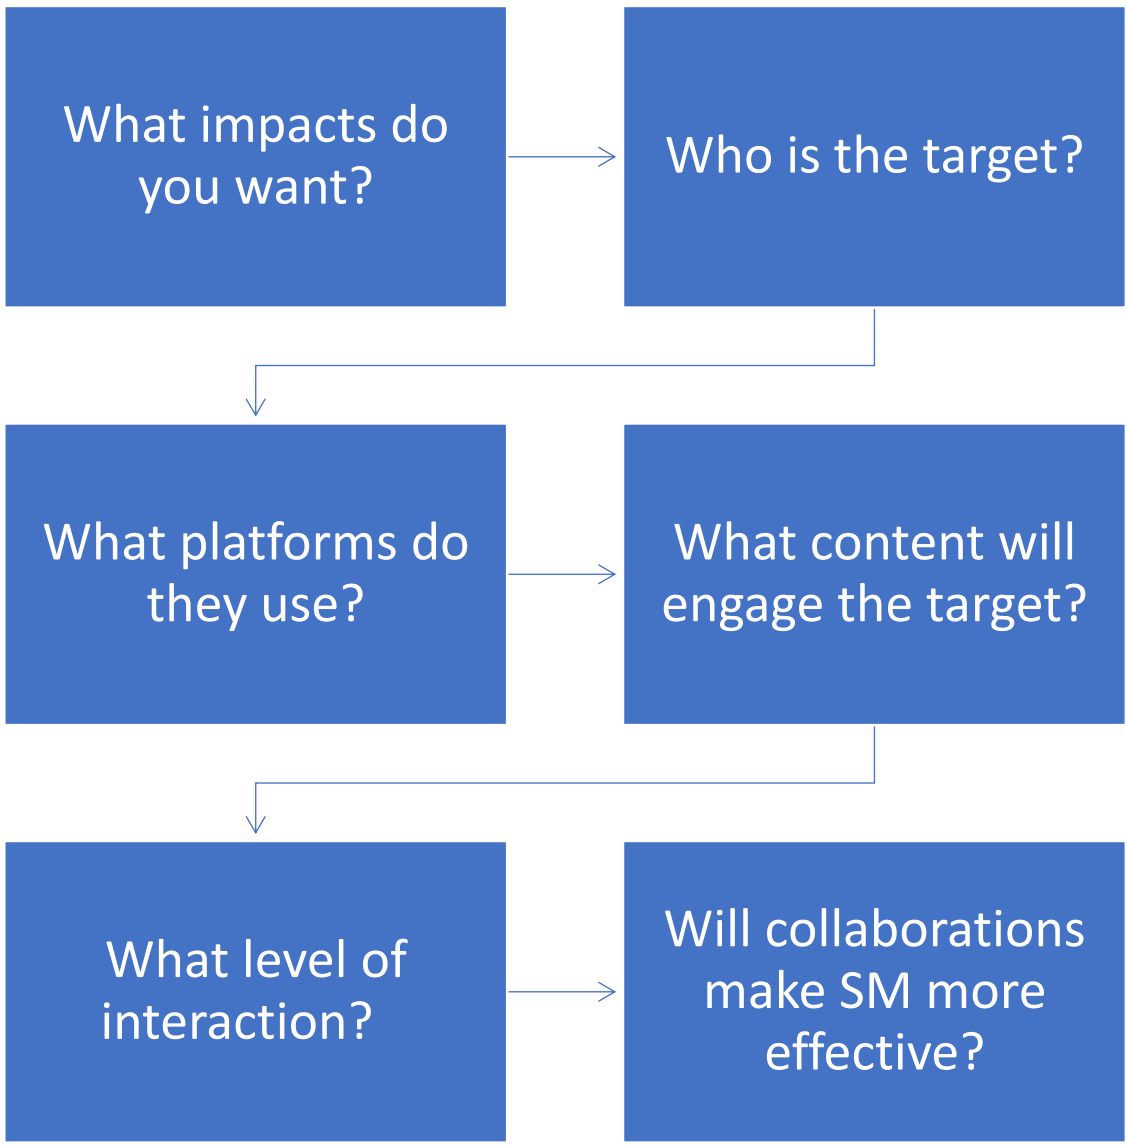 What impacts do
you want?
Who is the target?
What platforms do
they use?
What content will
engage the target?
What level of
interaction?
Will collaborations
make SM more
effective?